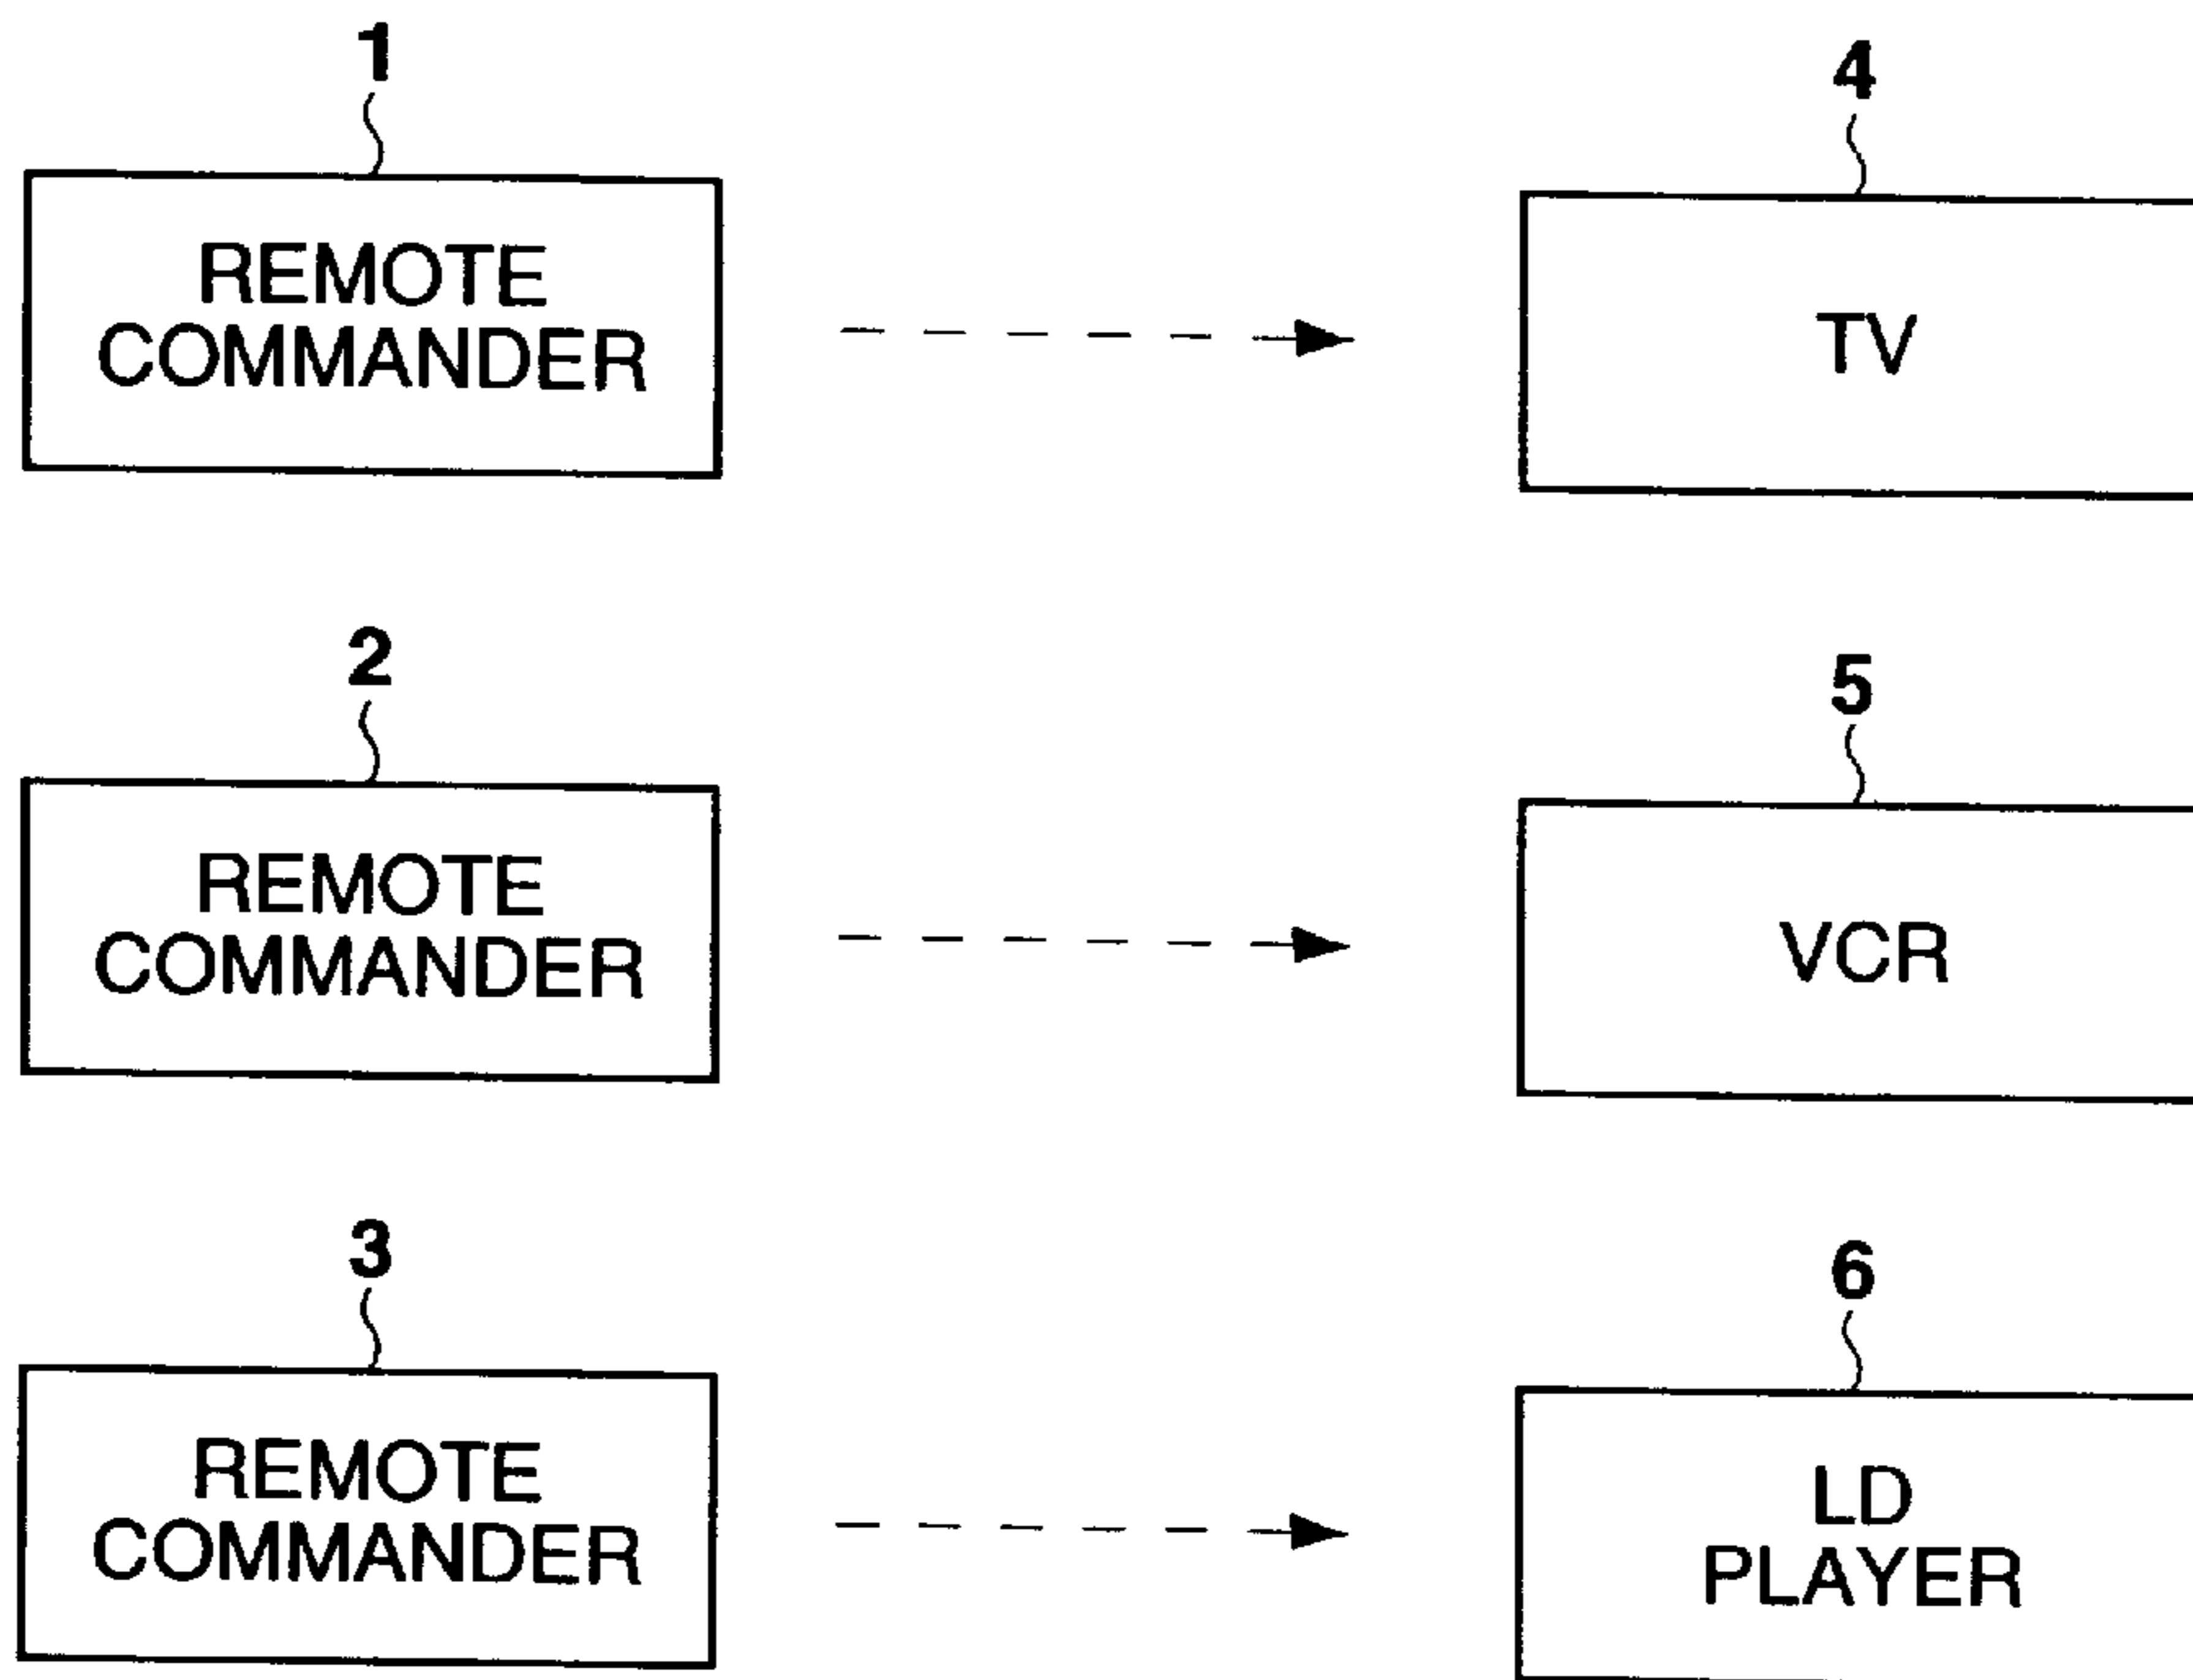 1
4
REMOTE
COMMANDER
TV
2
5
REMOTE
COMMANDER
VCR
3
6
REMOTE
COMMANDER
LD
PLAYER